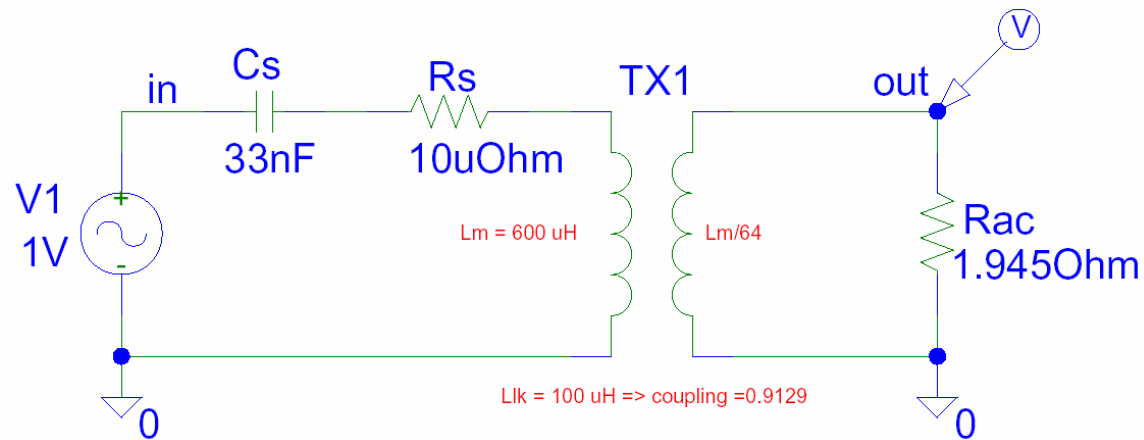 V
Cs
Rs
TX1
in
out
33nF
10uOhm
V1
1V
+
-
Lm = 600 uH
Lm/64
Rac
1.945Ohm
Llk = 100 uH => coupling =0.9129
0
0